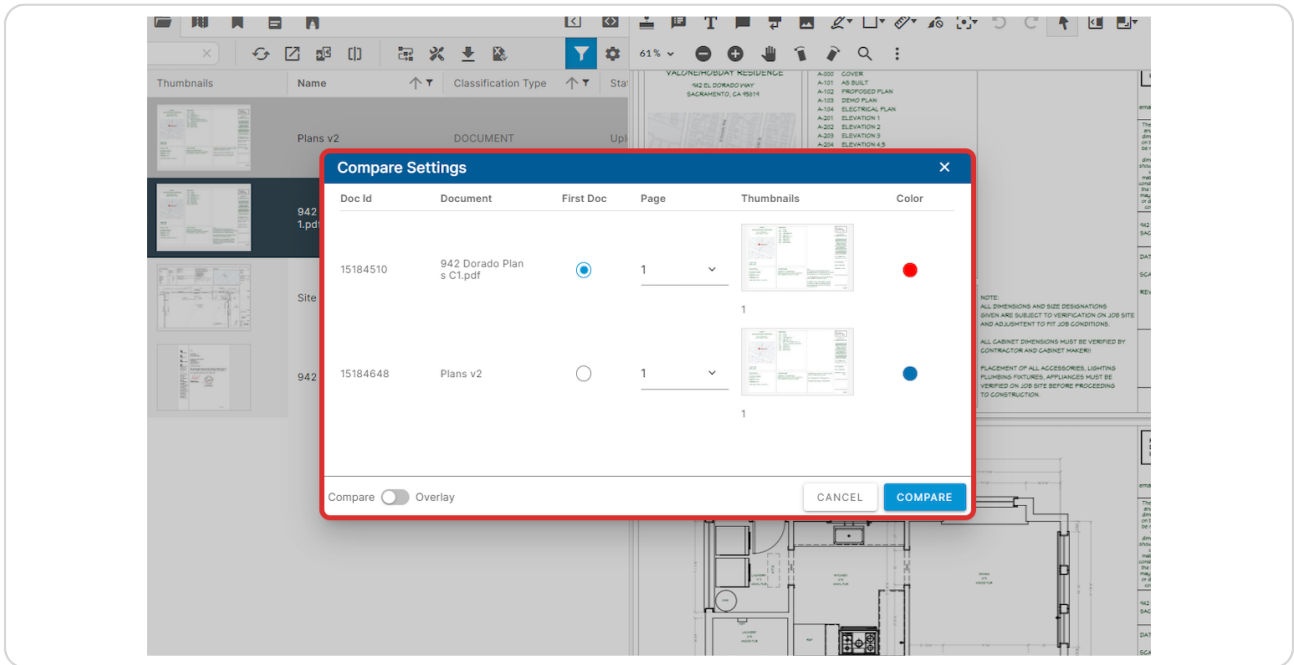 61%
Thumbnails
Name
Classification Type
Sta
Plans v2
DOCUMENT
Upl
942
1.pd
Site
942
VALONE/HOBDAY RESIDENCE
942 EL DORADO WAY
SACRAMENTO, CA 95819
A-000 COVER
A-101 AS BUILT
A-102 PROPOSED PLAN
A-103 DEMO PLAN
A-104 ELECTRICAL PLAN
A-201 ELEVATION 1
A-202 ELEVATION 2
A-203 ELEVATION 3
A-204 ELEVATION 4,5
Compare Settings
Doc Id
Document
First Doc
Page
Thumbnails
Color
15184510
942 Dorado Plan
s C1.pdf
1
1
15184648
Plans v2
1
1
Compare
Overlay
CANCEL
COMPARE
NOTE:
ALL DIMENSIONS AND SIZE DESIGNATIONS
GIVEN ARE SUBJECT TO VERIFICATION ON JOB SITE
AND ADJUSMTENT TO FIT JOB CONDITIONS.
ALL CABINET DIMENSIONS MUST BE VERIFIED BY
CONTRACTOR AND CABINET MAKER!!
PLACEMENT OF ALL ACCESSORIES, LIGHTING
PLUMBING FIXTURES, APPLIANCES MUST BE
VERIFIED ON JOB SITE BEFORE PROCEEDING
TO CONSTRUCTION.